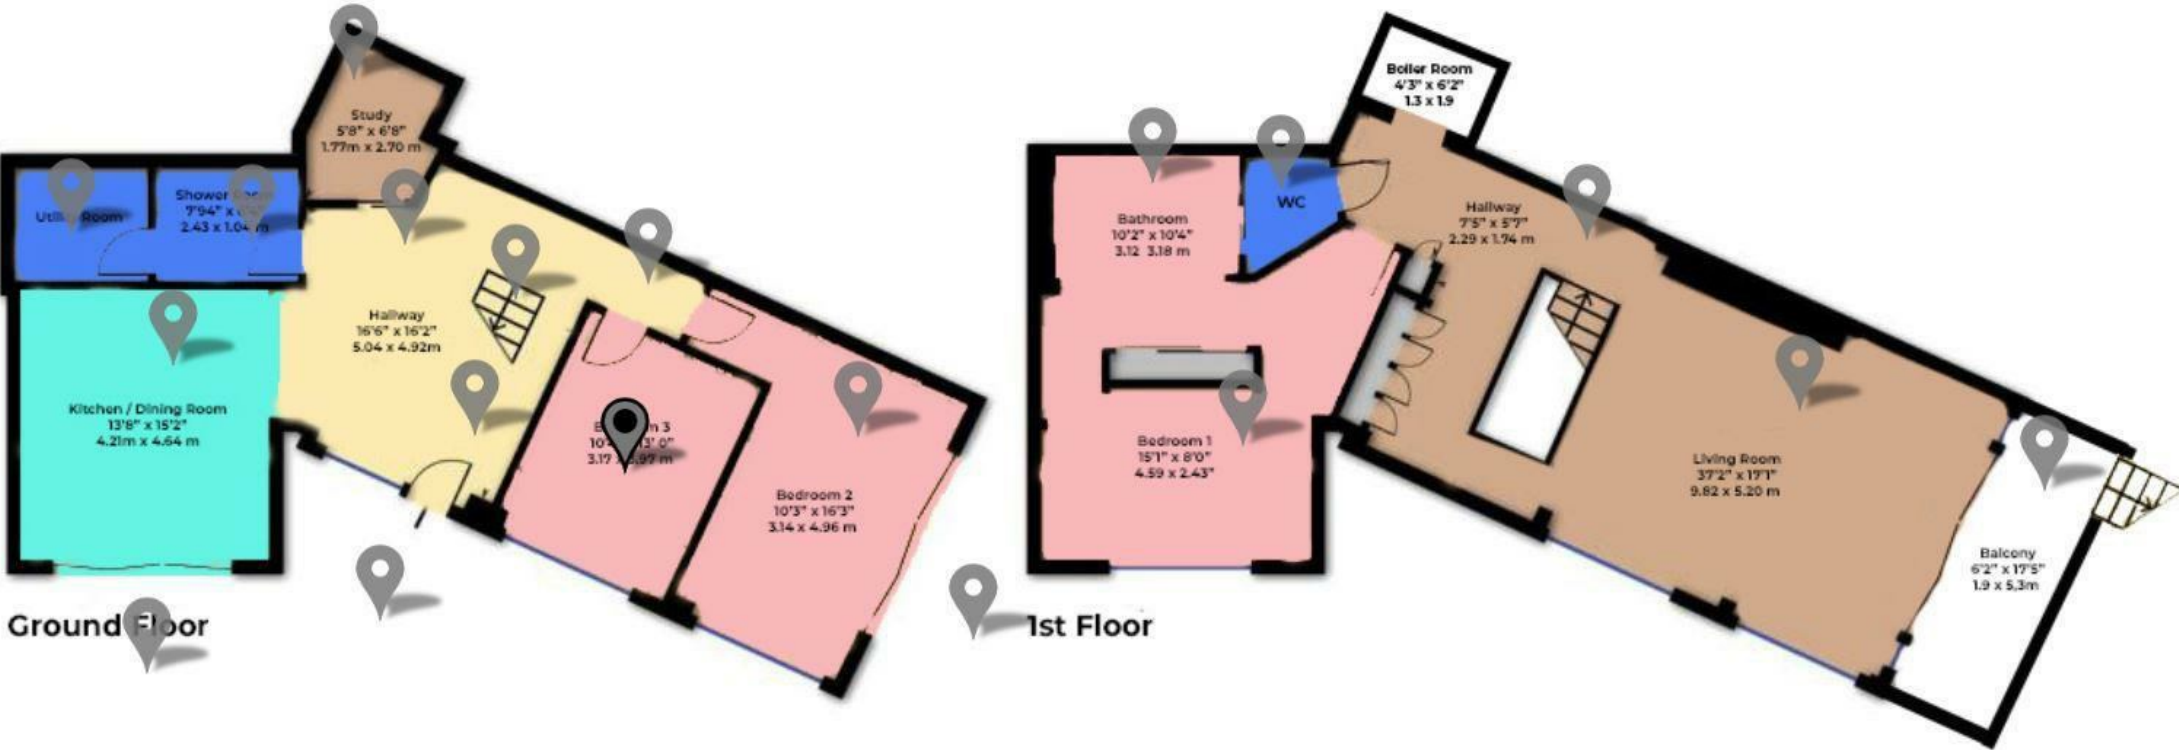 Study
5'8" x 6'8"
1.77m x 2.70 m
Shower
7'94" x
2.43 x 1.04 m
Room
Hallway
16'6" x 16'2"
5.04 x 4.92m
Kitchen / Dining Room
13'8" x 15'2"
4.21m x 4.64 m
3
3.17
Bedroom 2
10'3" x 16'3"
3.14 x 4.96 m
Ground Floor
Boiler Room
4'3" x 6'2"
1.3 x 1.9
WC
Bathroom
10'2" x 10'4"
3.12 3.18 m
Hallway
7'5" x 5'7"
2.29 x 1.74 m
Bedroom 1
15'1" x 8'0"
4.59 x 2.43"
Living Room
37'2" x 17'1"
9.82 x 5.20 m
Balcony
6'2" x 17'5"
1.9 x 5,3m
1st Floor